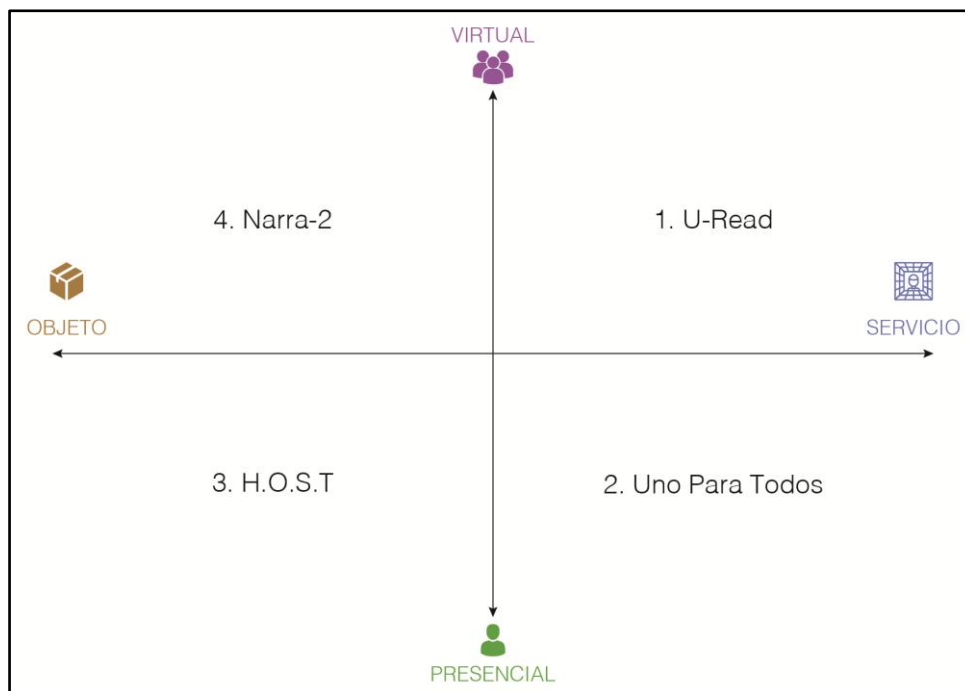 VIRTUAL
4. Narra-2
1. U-Read
OBJETO
SERVICIO
3. H.O.S.T
2. Uno Para Todos
PRESENCIAL